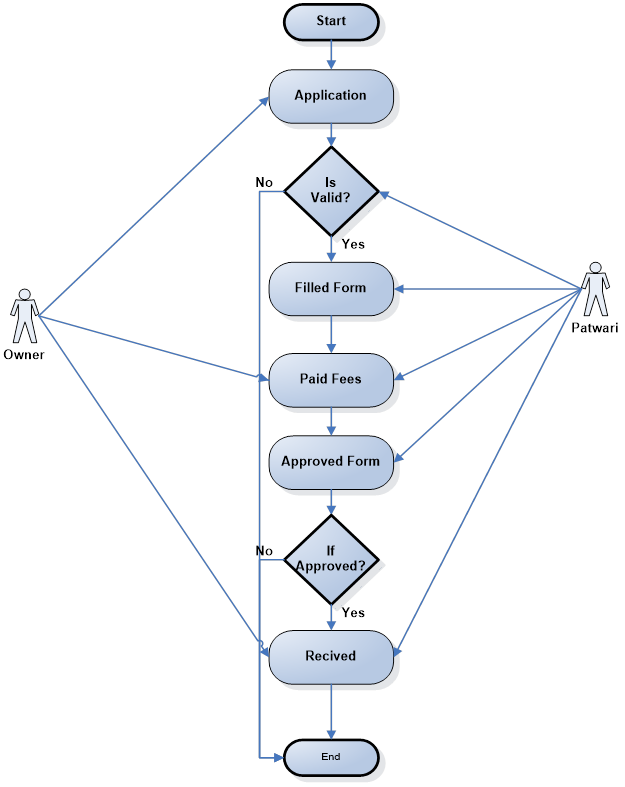 Start
Application
No
Is
Valid?
Yes
Filled Form
Owner
Patwari
Paid Fees
Approved Form
No
If
Approved?
Yes
Recived
End